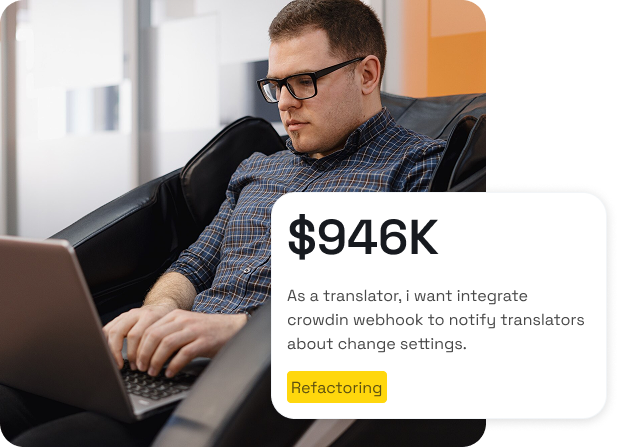 $946K
As a translator, i want integrate
crowdin webhook to notify translators
about change settings.
Refactoring